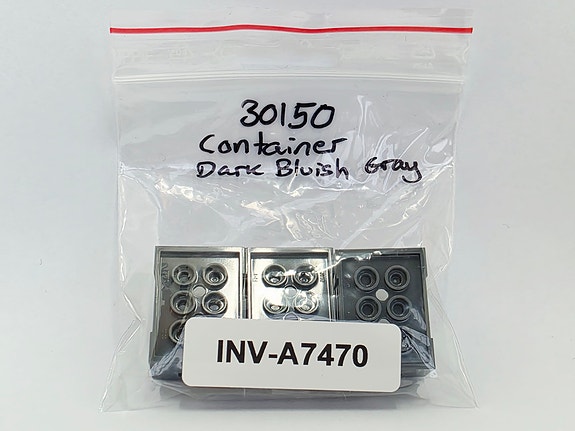 30150
Container
Dark Bluish Gray
INV-A7470